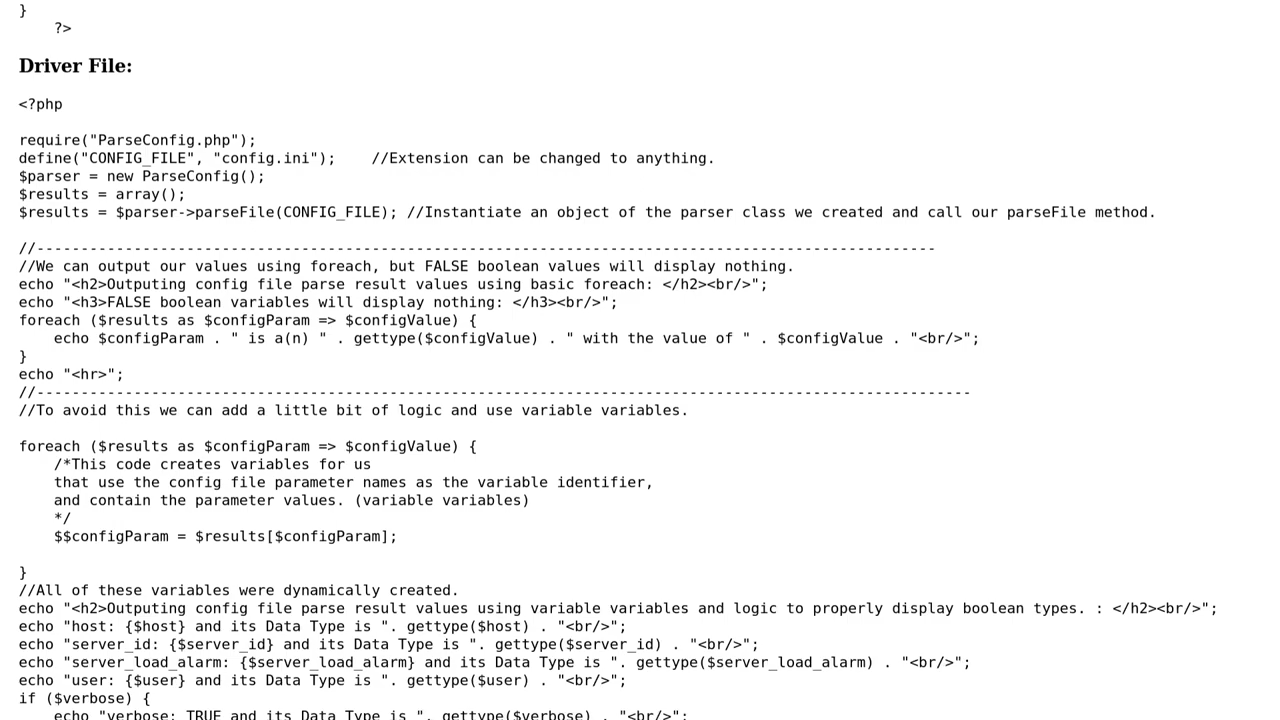 }
    ?>
Driver File:
<?php

require("ParseConfig.php");
define("CONFIG_FILE", "config.ini");    //Extension can be changed to anything.
$parser = new ParseConfig();
$results = array();
$results = $parser->parseFile(CONFIG_FILE); //Instantiate an object of the parser class we created and call our parseFile method.

//------------------------------------------------------------------------------------------------------
//We can output our values using foreach, but FALSE boolean values will display nothing.
echo "<h2>Outputing config file parse result values using basic foreach: </h2><br/>";
echo "<h3>FALSE boolean variables will display nothing: </h3><br/>";
foreach ($results as $configParam => $configValue) {
    echo $configParam . " is a(n) " . gettype($configValue) . " with the value of " . $configValue . "<br/>";
}
echo "<hr>";
//----------------------------------------------------------------------------------------------------------
//To avoid this we can add a little bit of logic and use variable variables.

foreach ($results as $configParam => $configValue) {
    /*This code creates variables for us
    that use the config file parameter names as the variable identifier,
    and contain the parameter values. (variable variables)
    */
    $$configParam = $results[$configParam];

}
//All of these variables were dynamically created.
echo "<h2>Outputing config file parse result values using variable variables and logic to properly display boolean types. : </h2><br/>";
echo "host: {$host} and its Data Type is ". gettype($host) . "<br/>";
echo "server_id: {$server_id} and its Data Type is ". gettype($server_id) . "<br/>";
echo "server_load_alarm: {$server_load_alarm} and its Data Type is ". gettype($server_load_alarm) . "<br/>";
echo "user: {$user} and its Data Type is ". gettype($user) . "<br/>";
if ($verbose) {
    echo "verbose: TRUE and its Data Type is ". gettype($verbose) . "<br/>";